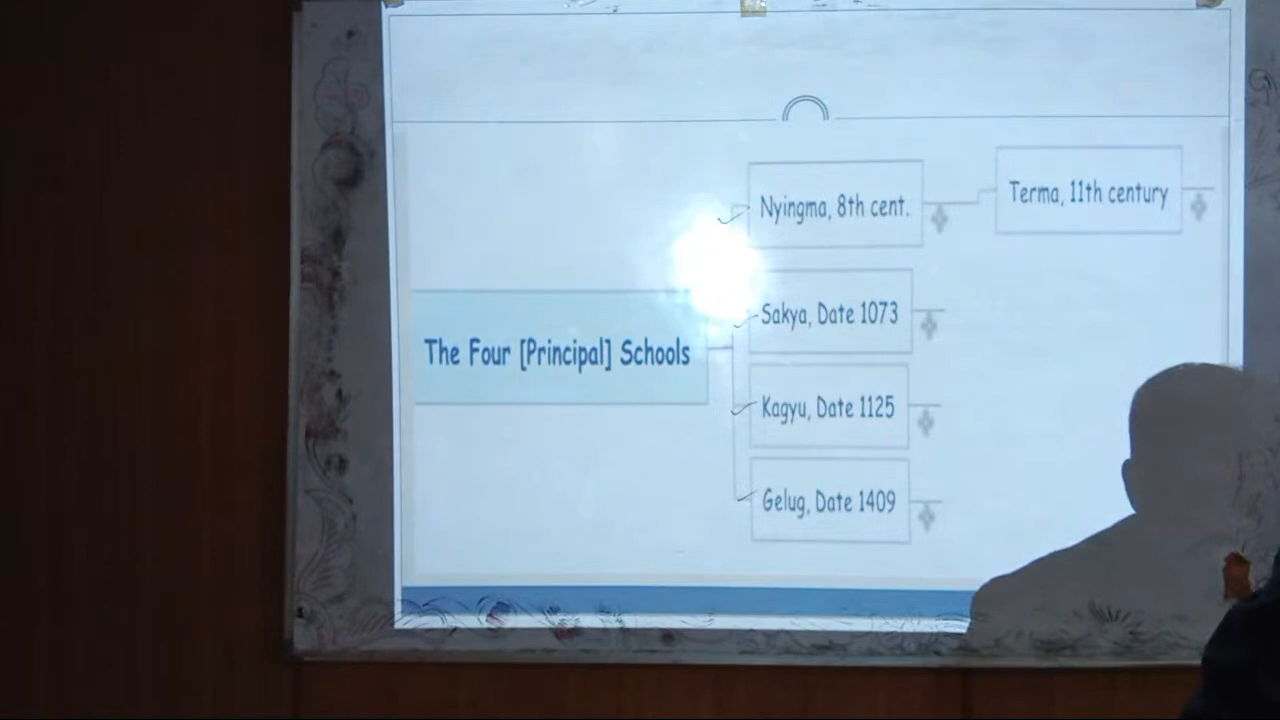 Nyingma, 8th cent.
Terma, 11th century
The Four [Principal] Schools
Sakya, Date 1073
Kagyu, Date 1125
Gelug, Date 1409